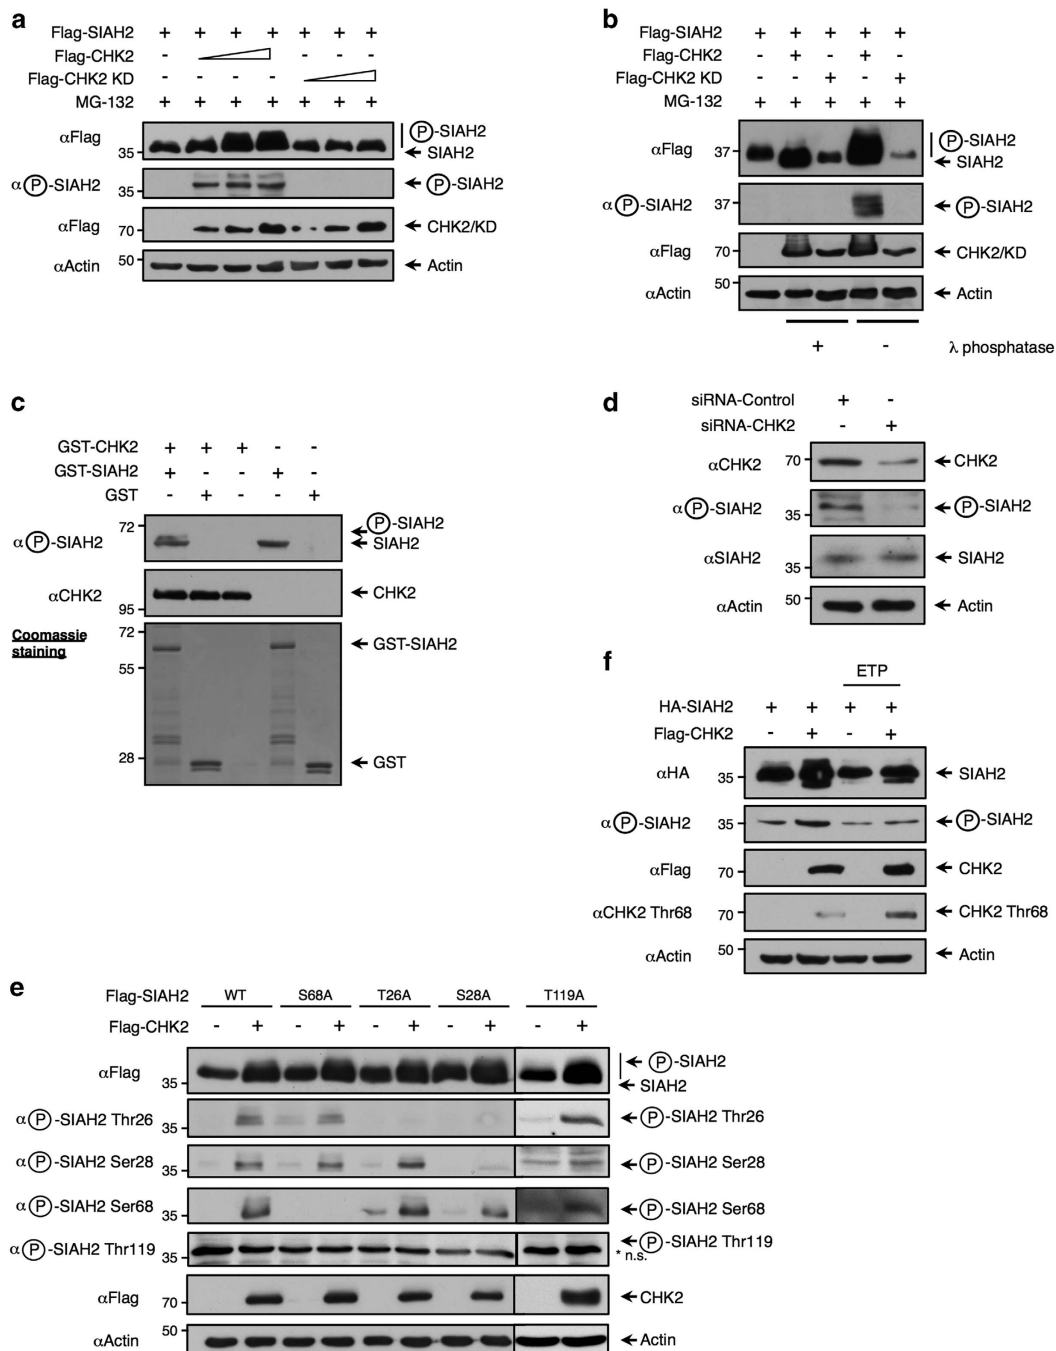 a
Flag-SIAH2 + + + + + + +
Flag-CHK2 - - - -
Flag-CHK2 KD - - - -
MG-132 + + + + + + +
αFlag 35 Ⓟ-SIAH2
SIAH2
αⓅ-SIAH2 35 Ⓟ-SIAH2
αFlag 70 CHK2/KD
αActin 50 Actin
b
Flag-SIAH2 + + + + +
Flag-CHK2 - + - + -
Flag-CHK2 KD - - + - +
MG-132 + + + + +
αFlag 37 Ⓟ-SIAH2
SIAH2
αⓅ-SIAH2 37 Ⓟ-SIAH2
αFlag 70 CHK2/KD
αActin 50 Actin
+ - λ phosphatase
c
GST-CHK2 + + + - -
GST-SIAH2 + - - + -
GST - + - - +
αⓅ-SIAH2 72 Ⓟ-SIAH2
SIAH2
αCHK2 95 CHK2
Coomassie staining 72 GST-SIAH2
55
28 GST
d
siRNA-Control + -
siRNA-CHK2 - +
αCHK2 70 CHK2
αⓅ-SIAH2 35 Ⓟ-SIAH2
αSIAH2 35 SIAH2
αActin 50 Actin
f
ETP
HA-SIAH2 + + + +
Flag-CHK2 - + - +
αHA 35 SIAH2
αⓅ-SIAH2 35 Ⓟ-SIAH2
αFlag 70 CHK2
αCHK2 Thr68 70 CHK2 Thr68
αActin 50 Actin
e
Flag-SIAH2 WT S68A T26A S28A T119A
Flag-CHK2 - + - + - + - + - +
αFlag 35 Ⓟ-SIAH2
SIAH2
αⓅ-SIAH2 Thr26 35 Ⓟ-SIAH2 Thr26
αⓅ-SIAH2 Ser28 35 Ⓟ-SIAH2 Ser28
αⓅ-SIAH2 Ser68 35 Ⓟ-SIAH2 Ser68
αⓅ-SIAH2 Thr119 35 Ⓟ-SIAH2 Thr119
* n.s.
αFlag 70 CHK2
αActin 50 Actin